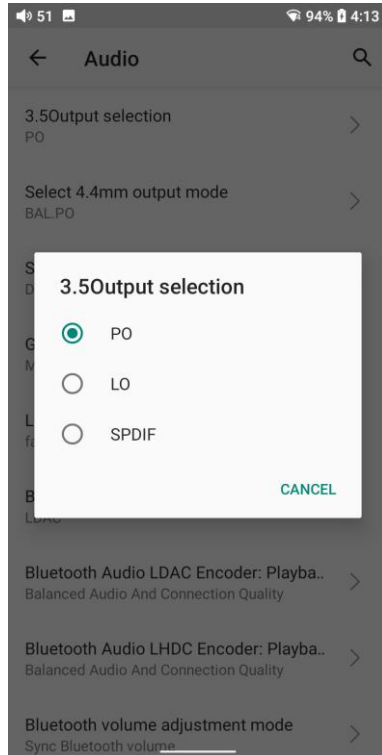 51
94% 4:13
Audio
3.5Output selection
PO
Select 4.4mm output mode
BAL.PO
S
D
3.5Output selection
G
PO
M
LO
L
SPDIF
fa
CANCEL
B
LDAC
Bluetooth Audio LDAC Encoder: Playba..
Balanced Audio And Connection Quality
Bluetooth Audio LHDC Encoder: Playba..
Balanced Audio And Connection Quality
Bluetooth volume adjustment mode
Sync Bluetooth volume